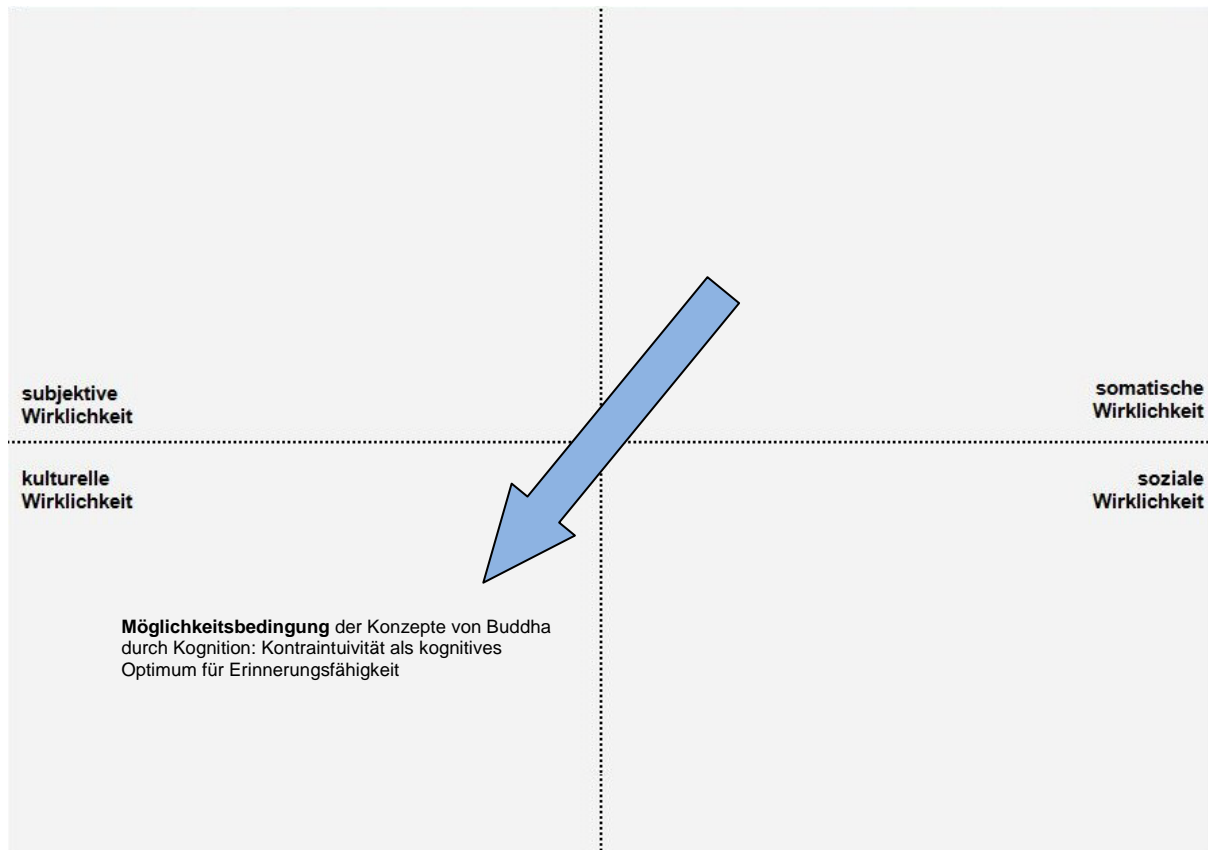 subjektive
Wirklichkeit
somatische
Wirklichkeit
kulturelle
Wirklichkeit
soziale
Wirklichkeit
Möglichkeitsbedingung der Konzepte von Buddha
durch Kognition: Kontraintuivität als kognitives
Optimum für Erinnerungsfähigkeit